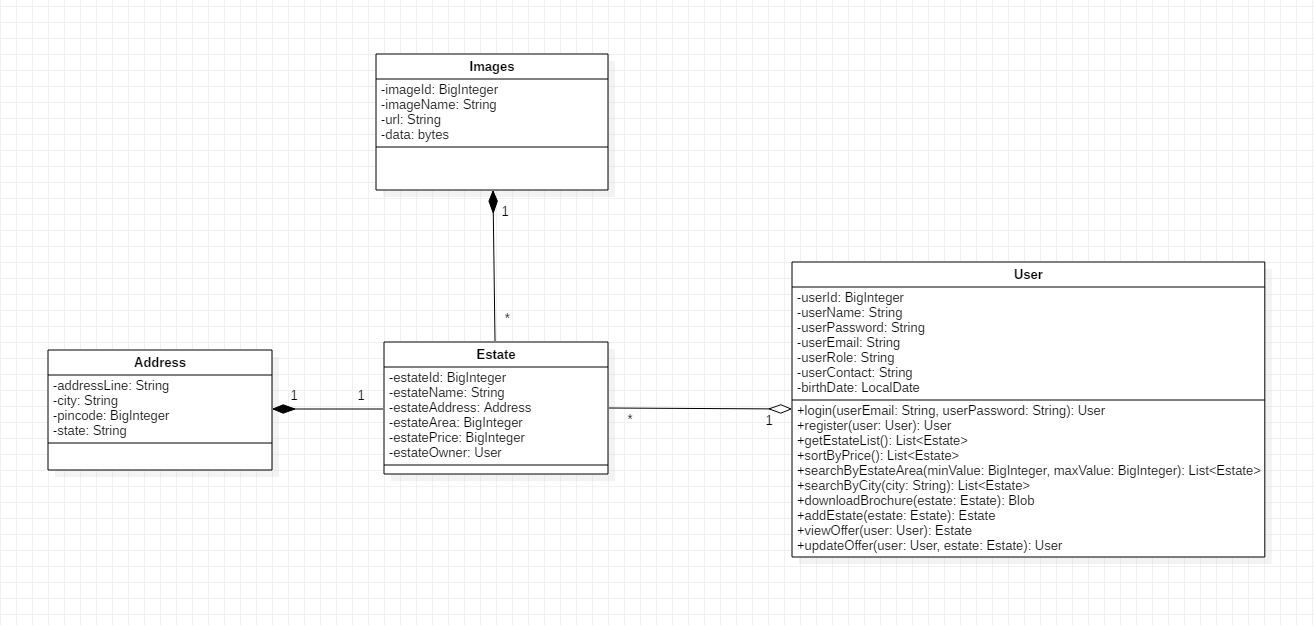 Images
-imageId: BigInteger
-imageName: String
-url: String
-data: bytes
1
*
Address
-addressLine: String
-city: String
-pincode: BigInteger
-state: String
1
1
Estate
-estateId: BigInteger
-estateName: String
-estateAddress: Address
-estateArea: BigInteger
-estatePrice: BigInteger
-estateOwner: User
*
1
User
-userId: BigInteger
-userName: String
-userPassword: String
-userEmail: String
-userRole: String
-userContact: String
-birthDate: LocalDate
+login(userEmail: String, userPassword: String): User
+register(user: User): User
+getEstateList(): List<Estate>
+sortByPrice(): List<Estate>
+searchByEstateArea(minValue: BigInteger, maxValue: BigInteger): List<Estate>
+searchByCity(city: String): List<Estate>
+downloadBrochure(estate: Estate): Blob
+addEstate(estate: Estate): Estate
+viewOffer(user: User): Estate
+updateOffer(user: User, estate: Estate): User